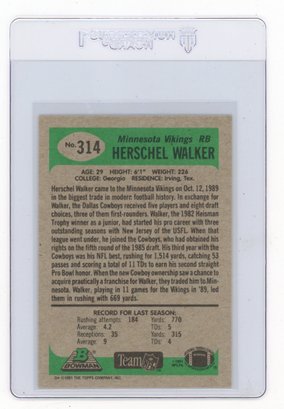 No. 314
Minnesota Vikings RB
HERSCHEL WALKER
AGE: 29 HEIGHT: 6'1" WEIGHT: 226
COLLEGE: Georgia RESIDENCE: Irving, Tex.
Herschel Walker came to the Minnesota Vikings on Oct. 12, 1989
in the biggest trade in modern football history. In exchange for
Walker, the Dallas Cowboys received five players and eight draft
choices, three of them first-rounders. Walker, the 1982 Heisman
Trophy winner as a junior, had started his pro career with three
outstanding seasons with New Jersey of the USFL. When that
league went under, he joined the Cowboys, who had obtained his
rights on the fifth round of the 1985 draft. His third year with the
Cowboys was his NFL best, rushing for 1,514 yards, catching
53 passes and scoring a total of 11 TDs to earn his second straight
Pro Bowl honor. When the new Cowboy ownership saw a chance to
acquire practically a franchise for Walker, they traded him to Min-
nesota. Walker, playing in 11 games for the Vikings in '89, led
them in rushing with 669 yards.
RECORD FOR LAST SEASON:
Rushing attempts: 184 Yards: 770
Average: 4.2 TDs: 5
Receptions: 35 Yards: 315
Average: 9 TDs: 4
B
BOWMAN
Team
NFL
© 1991 THE TOPPS COMPANY, INC.